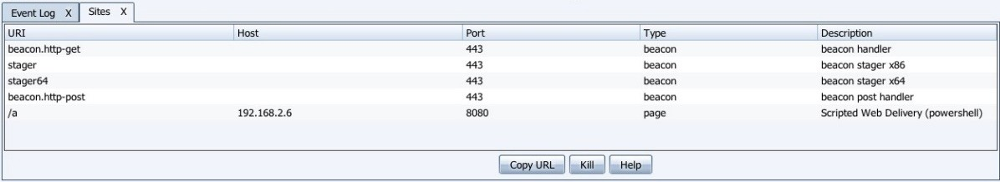 Event Log X Sites X
URI Host Port Type Description
beacon.http-get 443 beacon beacon handler
stager 443 beacon beacon stager x86
stager64 443 beacon beacon stager x64
beacon.http-post 443 beacon beacon post handler
/a 192.168.2.6 8080 page Scripted Web Delivery (powershell)
Copy URL Kill Help